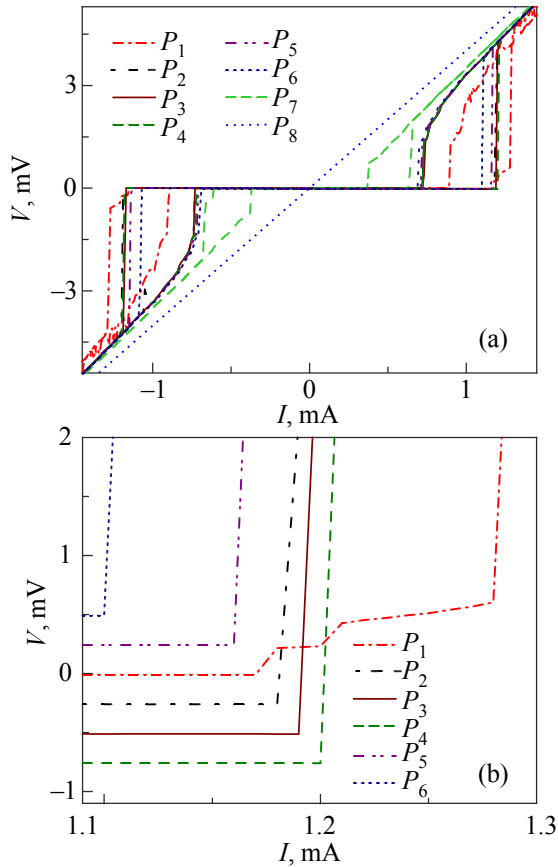 3
0
−3
V, mV
P₁ P₅
P₂ P₆
P₃ P₇
P₄ P₈
(a)
−1 0 1
I, mA
2
1
0
−1
V, mV
P₁
P₂
P₃
P₄
P₅
P₆
(b)
1.1 1.2 1.3
I, mA